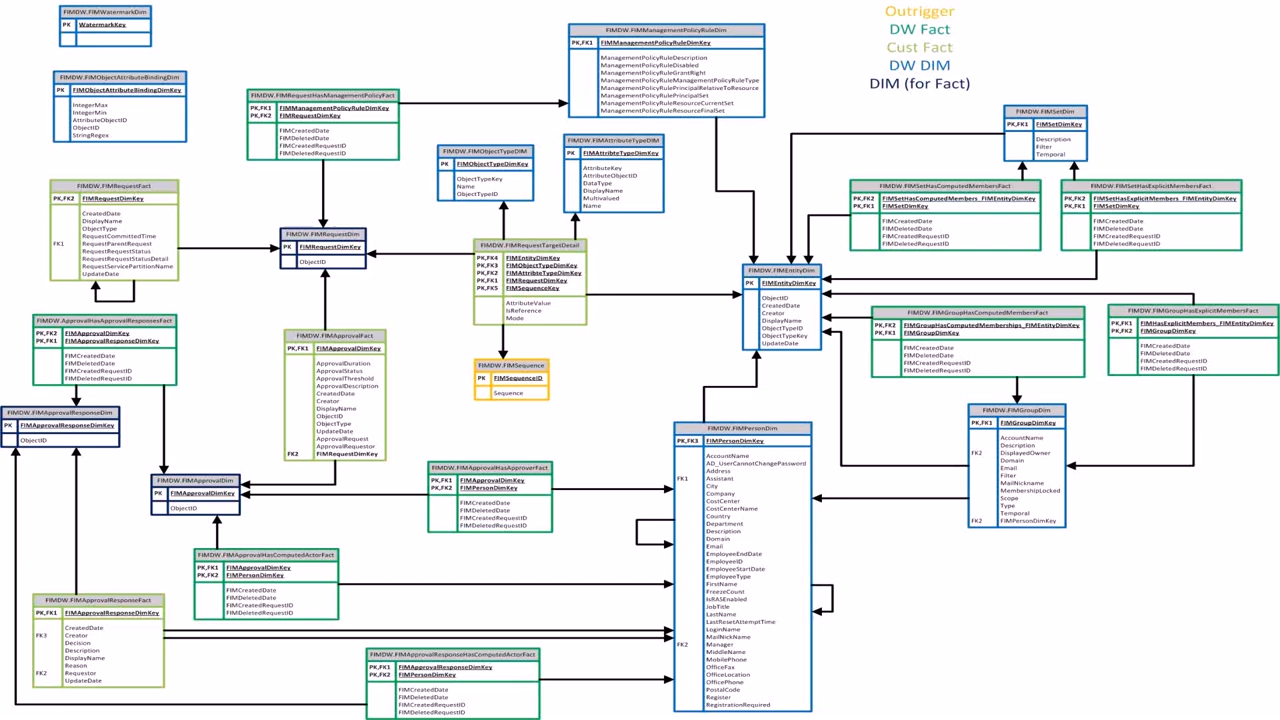 Outrigger
DW Fact
Cust Fact
DW DIM
DIM (for Fact)
FIMDW.FIMWatermarkDim
PK WatermarkKey
FIMDW.FIMObjectAttributeBindingDim
PK FIMObjectAttributeBindingDimKey
IntegerMax
IntegerMin
AttributeObjectID
ObjectID
StringRegex
FIMDW.FIMRequestHasManagementPolicyFact
PK,FK1 FIMManagementPolicyRuleDimKey
PK,FK2 FIMRequestDimKey
FIMCreatedDate
FIMDeletedDate
FIMCreatedRequestID
FIMDeletedRequestID
FIMDW.FIMManagementPolicyRuleDim
PK,FK1 FIMManagementPolicyRuleDimKey
ManagementPolicyRuleDescription
ManagementPolicyRuleDisabled
ManagementPolicyRuleGrantRight
ManagementPolicyRuleManagementPolicyRuleType
ManagementPolicyRulePrincipalRelativeToResource
ManagementPolicyRulePrincipalSet
ManagementPolicyRuleResourceCurrentSet
ManagementPolicyRuleResourceFinalSet
FIMDW.FIMObjectTypeDIM
PK FIMObjectTypeDimKey
ObjectTypeKey
Name
ObjectTypeID
FIMDW.FIMAttributeTypeDIM
PK FIMAttribteTypeDimKey
AttributeKey
AttributeObjectID
DataType
DisplayName
Multivalued
Name
FIMDW.FIMSetDim
PK,FK1 FIMSetDimKey
Description
Filter
Temporal
FIMDW.FIMSetHasComputedMembersFact
PK,FK2 FIMSetHasComputedMembers_FIMEntityDimKey
PK,FK1 FIMSetDimKey
FIMCreatedDate
FIMDeletedDate
FIMCreatedRequestID
FIMDeletedRequestID
FIMDW.FIMSetHasExplicitMembersFact
PK,FK2 FIMSetHasExplicitMembers_FIMEntityDimKey
PK,FK1 FIMSetDimKey
FIMCreatedDate
FIMDeletedDate
FIMCreatedRequestID
FIMDeletedRequestID
FIMDW.FIMRequestFact
PK,FK2 FIMRequestDimKey
CreatedDate
DisplayName
ObjectType
RequestCommittedTime
FK1 RequestParentRequest
RequestRequestStatus
RequestRequestStatusDetail
RequestServicePartitionName
UpdateDate
FIMDW.FIMRequestDim
PK FIMRequestDimKey
ObjectID
FIMDW.FIMRequestTargetDetail
PK,FK4 FIMEntityDimKey
PK,FK3 FIMObjectTypeDimKey
PK,FK2 FIMAttribteTypeDimKey
PK,FK1 FIMRequestDimKey
PK,FK5 FIMSequenceKey
AttributeValue
IsReference
Mode
FIMDW.FIMEntityDim
PK FIMEntityDimKey
ObjectID
CreatedDate
Creator
DisplayName
ObjectTypeID
ObjectTypeKey
UpdateDate
FIMDW.FIMGroupHasComputedMembersFact
PK,FK2 FIMGroupHasComputedMemberships_FIMEntityDimKey
PK,FK1 FIMGroupDimKey
FIMCreatedDate
FIMDeletedDate
FIMCreatedRequestID
FIMDeletedRequestID
FIMDW.FIMGroupHasExplicitMembersFact
PK,FK1 FIMHasExplicitMembers_FIMEntityDimKey
PK,FK2 FIMGroupDimKey
FIMCreatedDate
FIMDeletedDate
FIMCreatedRequestID
FIMDeletedRequestID
FIMDW.ApprovalHasApprovalResponsesFact
PK,FK2 FIMApprovalDimKey
PK,FK1 FIMApprovalResponseDimKey
FIMCreatedDate
FIMDeletedDate
FIMCreatedRequestID
FIMDeletedRequestID
FIMDW.FIMApprovalFact
PK,FK1 FIMApprovalDimKey
ApprovalDuration
ApprovalStatus
ApprovalThreshold
ApprovalDescription
CreatedDate
Creator
DisplayName
ObjectID
ObjectType
UpdateDate
ApprovalRequest
ApprovalRequestor
FK2 FIMRequestDimKey
FIMDW.FIMSequence
PK FIMSequenceID
Sequence
FIMDW.FIMApprovalResponseDim
PK FIMApprovalResponseDimKey
ObjectID
FIMDW.FIMApprovalDim
PK FIMApprovalDimKey
ObjectID
FIMDW.FIMApprovalHasApproverFact
PK,FK1 FIMApprovalDimKey
PK,FK2 FIMPersonDimKey
FIMCreatedDate
FIMDeletedDate
FIMCreatedRequestID
FIMDeletedRequestID
FIMDW.FIMPersonDim
PK,FK3 FIMPersonDimKey
AccountName
AD_UserCannotChangePassword
Address
FK1 Assistant
City
Company
CostCenter
CostCenterName
Country
Department
Description
Domain
Email
EmployeeEndDate
EmployeeID
EmployeeStartDate
EmployeeType
FirstName
FreezeCount
IsRASEnabled
JobTitle
LastName
LastResetAttemptTime
LoginName
MailNickName
FK2 Manager
MiddleName
MobilePhone
OfficeFax
OfficeLocation
OfficePhone
PostalCode
Register
RegistrationRequired
FIMDW.FIMGroupDim
PK,FK1 FIMGroupDimKey
AccountName
Description
FK2 DisplayedOwner
Domain
Email
Filter
MailNickname
MembershipLocked
Scope
Type
Temporal
FK2 FIMPersonDimKey
FIMDW.FIMApprovalHasComputedActorFact
PK,FK1 FIMApprovalDimKey
PK,FK2 FIMPersonDimKey
FIMCreatedDate
FIMDeletedDate
FIMCreatedRequestID
FIMDeletedRequestID
FIMDW.FIMApprovalResponseFact
PK,FK1 FIMApprovalResponseDimKey
CreatedDate
FK3 Creator
Decision
Description
DisplayName
Reason
FK2 Requestor
UpdateDate
FIMDW.FIMApprovalResponseHasComputedActorFact
PK,FK1 FIMApprovalResponseDimKey
PK,FK2 FIMPersonDimKey
FIMCreatedDate
FIMDeletedDate
FIMCreatedRequestID
FIMDeletedRequestID